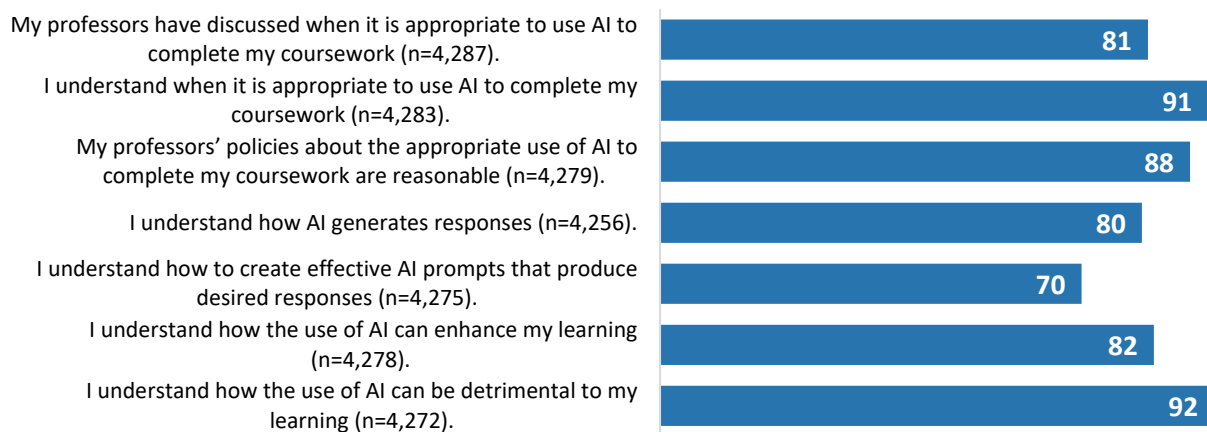 My professors have discussed when it is appropriate to use AI to
complete my coursework (n=4,287).
81
I understand when it is appropriate to use AI to complete my
coursework (n=4,283).
91
My professors’ policies about the appropriate use of AI to
complete my coursework are reasonable (n=4,279).
88
I understand how AI generates responses (n=4,256).
80
I understand how to create effective AI prompts that produce
desired responses (n=4,275).
70
I understand how the use of AI can enhance my learning
(n=4,278).
82
I understand how the use of AI can be detrimental to my
learning (n=4,272).
92